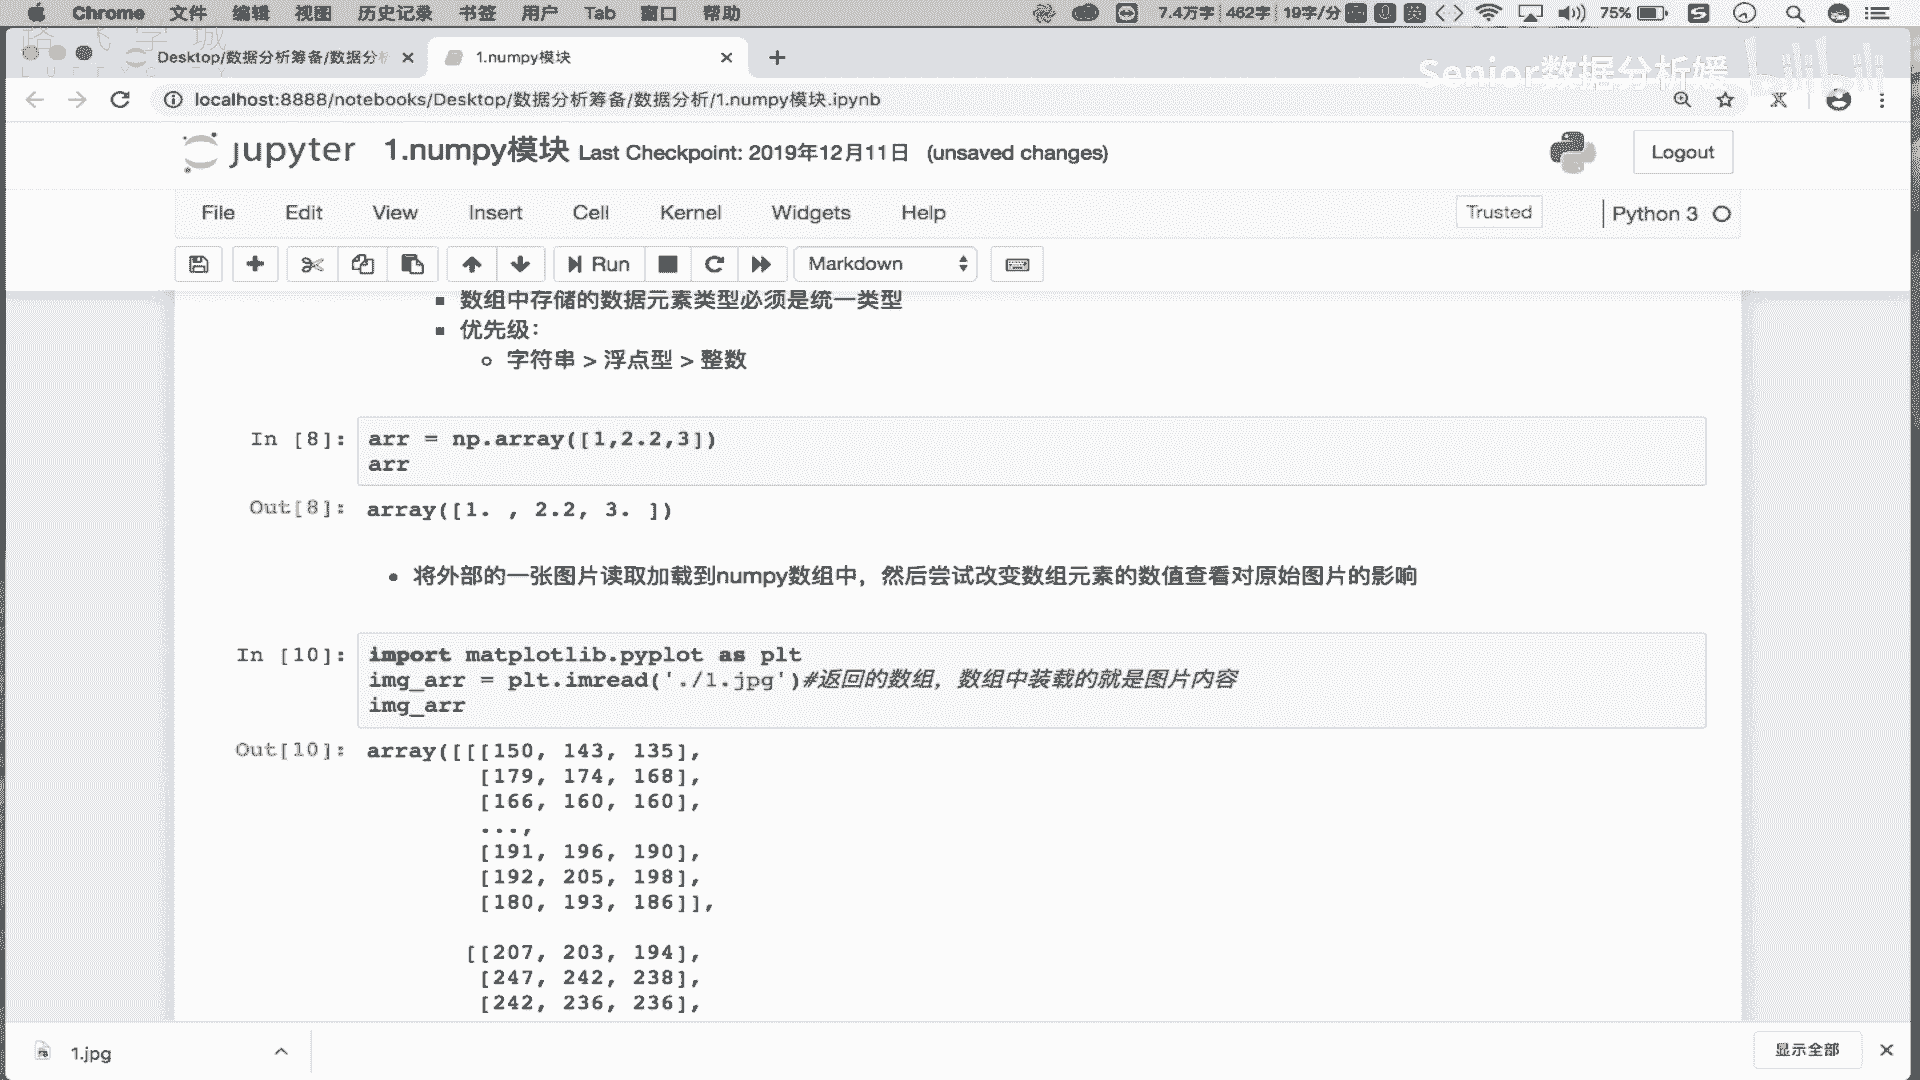 Chrome 文件 编辑 视图 历史记录 书签 用户 Tab 窗口 帮助 7.4万字 462字 19字/分 英 75%
路飞学城
Desktop/数据分析筹备/数据分析
1.numpy模块
Senior数据分析媛 bilibili
localhost:8888/notebooks/Desktop/数据分析筹备/数据分析/1.numpy模块.ipynb
jupyter 1.numpy模块 Last Checkpoint: 2019年12月11日 (unsaved changes)
Logout
File Edit View Insert Cell Kernel Widgets Help Trusted Python 3
Run Markdown
数组中存储的数据元素类型必须是统一类型
优先级：
字符串 > 浮点型 > 整数
In [8]: arr = np.array([1,2.2,3])
arr
Out[8]: array([1. , 2.2, 3. ])
将外部的一张图片读取加载到numpy数组中，然后尝试改变数组元素的数值查看对原始图片的影响
In [10]: import matplotlib.pyplot as plt
img_arr = plt.imread('./1.jpg')#返回的数组，数组中装载的就是图片内容
img_arr
Out[10]: array([[[150, 143, 135],
[179, 174, 168],
[166, 160, 160],
...,
[191, 196, 190],
[192, 205, 198],
[180, 193, 186]],
[[207, 203, 194],
[247, 242, 238],
[242, 236, 236],
1.jpg
显示全部